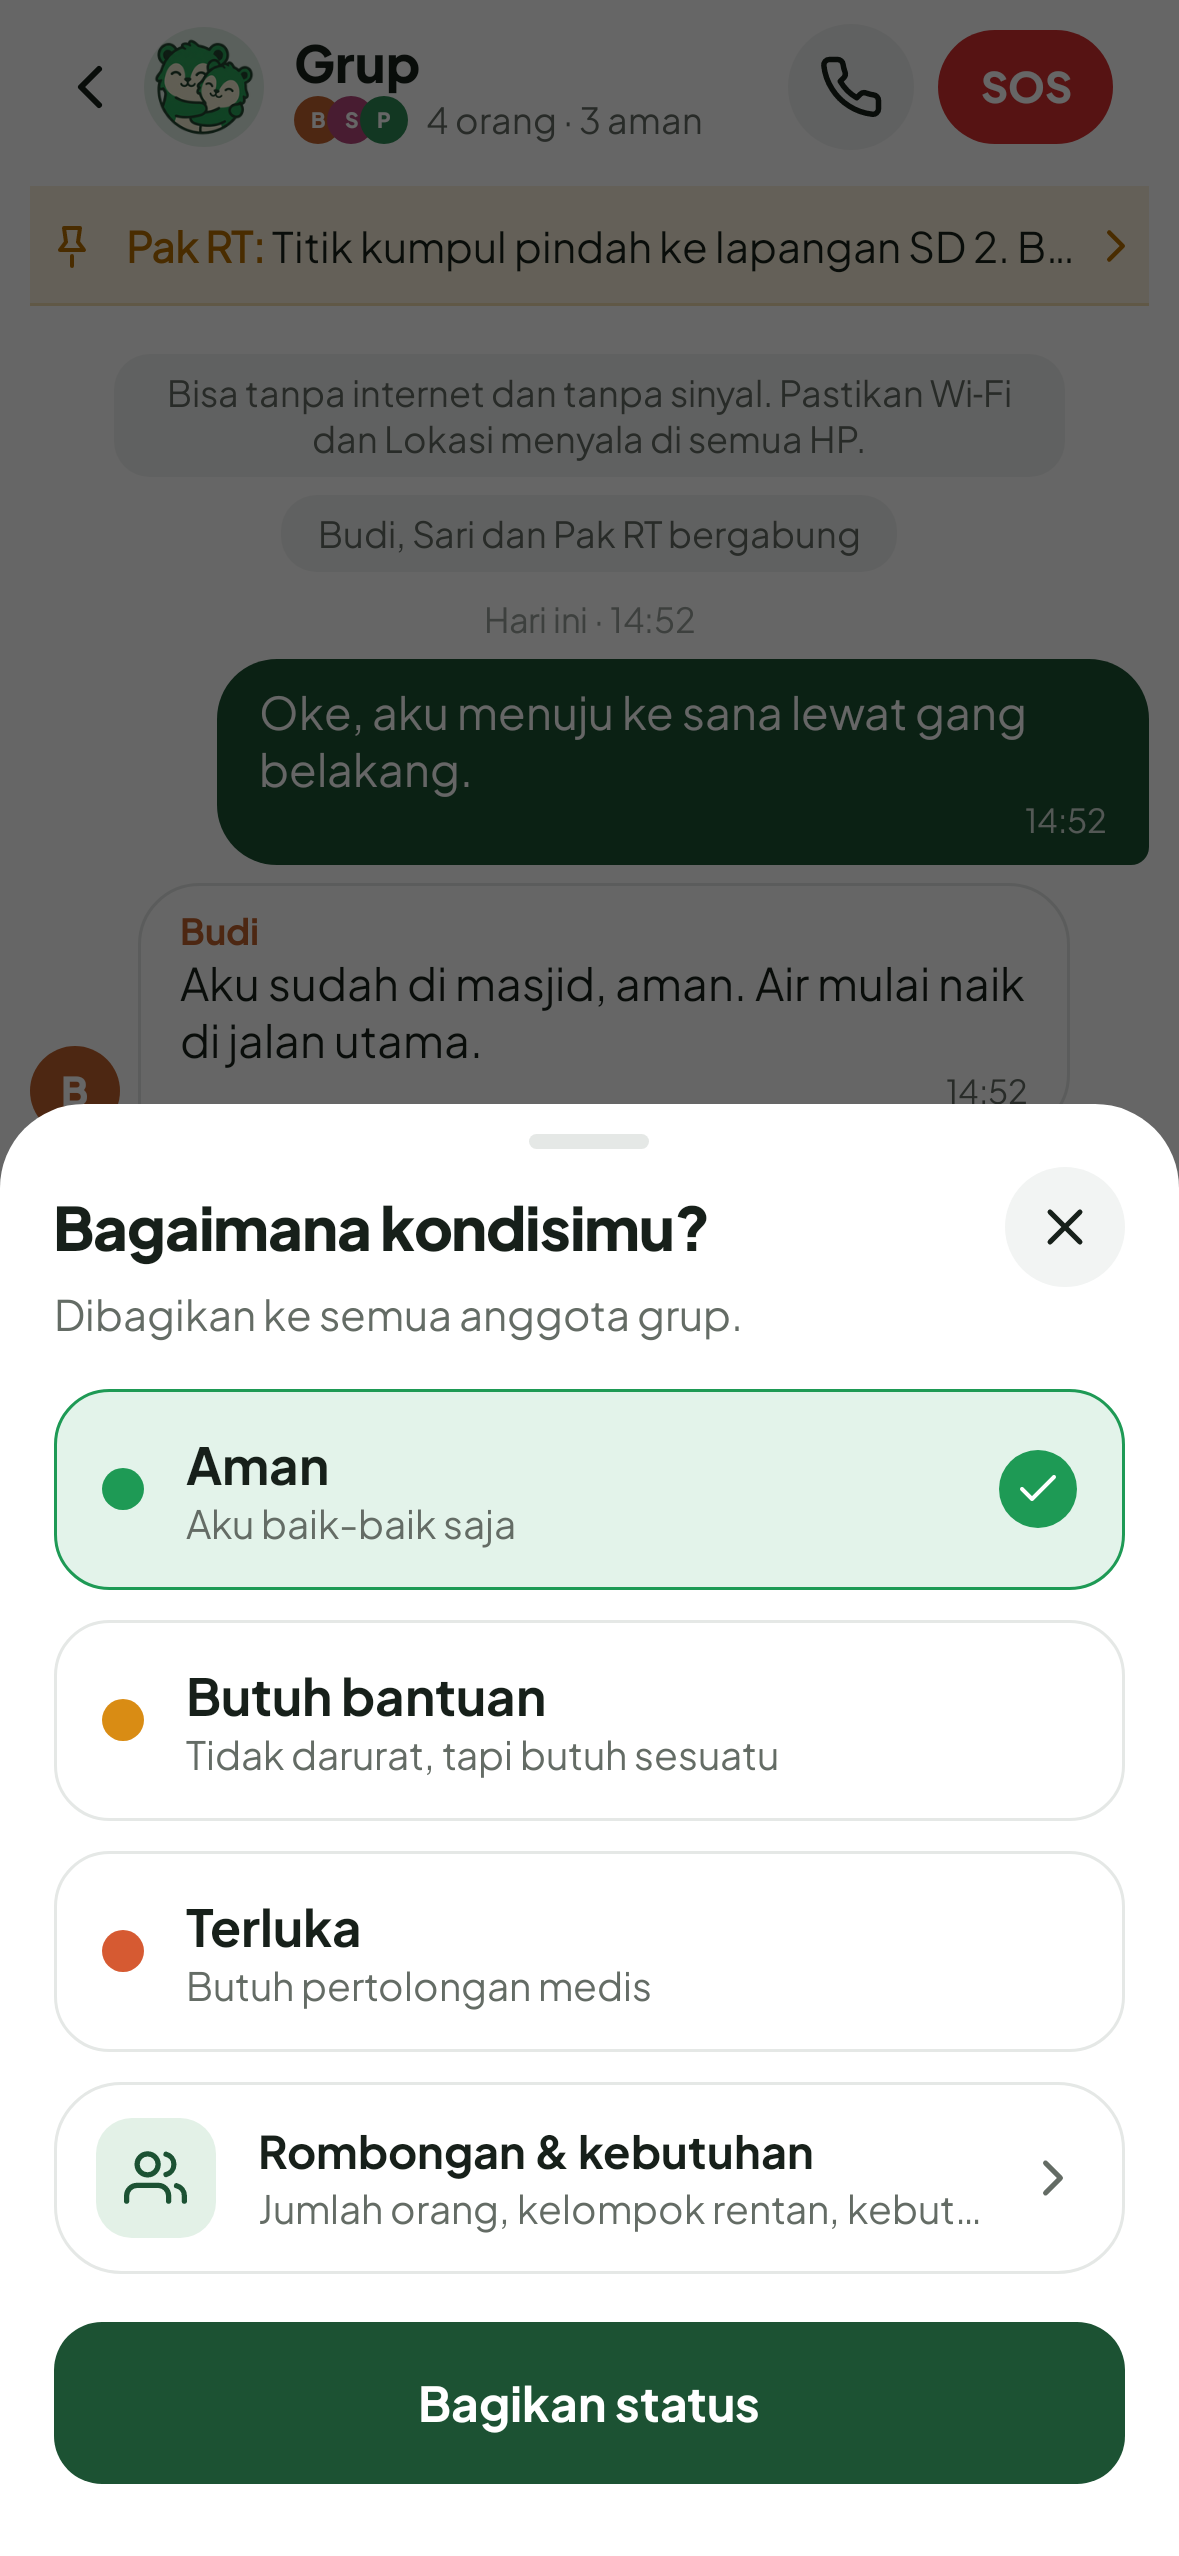 Grup
SOS
B S P 4 orang · 3 aman
Pak RT: Titik kumpul pindah ke lapangan SD 2. B...
Bisa tanpa internet dan tanpa sinyal. Pastikan Wi-Fi
dan Lokasi menyala di semua HP.
Budi, Sari dan Pak RT bergabung
Hari ini · 14:52
Oke, aku menuju ke sana lewat gang
belakang.
14:52
Budi
Aku sudah di masjid, aman. Air mulai naik
di jalan utama.
B
14:52
Bagaimana kondisimu?
Dibagikan ke semua anggota grup.
Aman
Aku baik-baik saja
Butuh bantuan
Tidak darurat, tapi butuh sesuatu
Terluka
Butuh pertolongan medis
Rombongan & kebutuhan
Jumlah orang, kelompok rentan, kebut...
Bagikan status